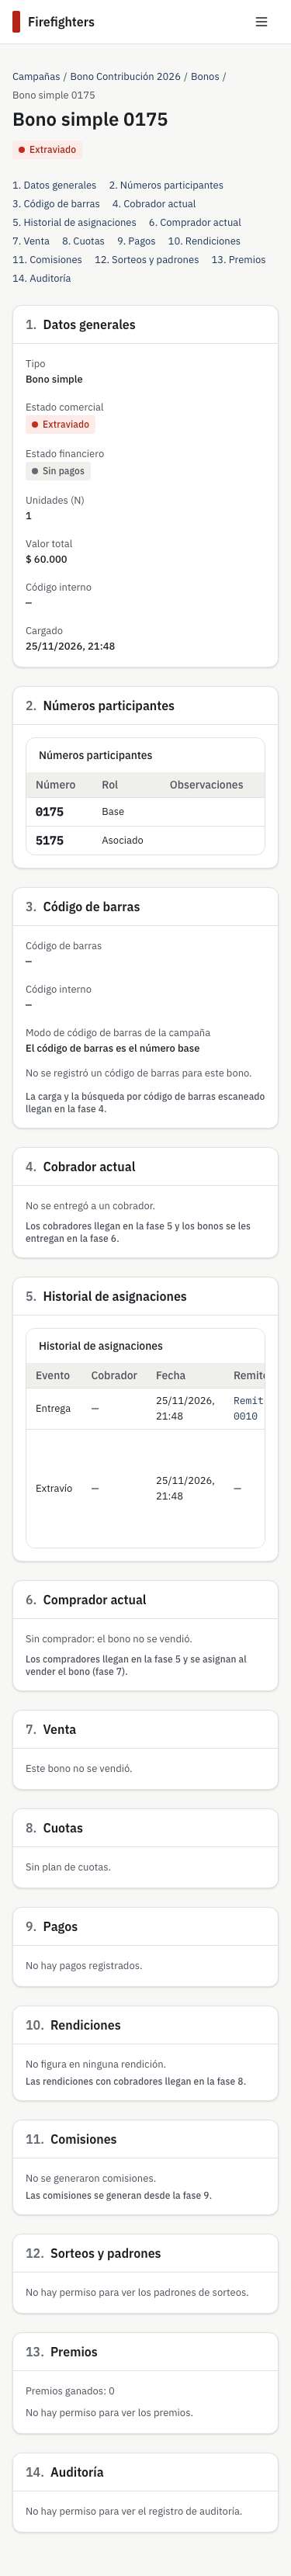 Firefighters
Campañas / Bono Contribución 2026 / Bonos /
Bono simple 0175
Bono simple 0175
Extraviado
1. Datos generales 2. Números participantes
3. Código de barras 4. Cobrador actual
5. Historial de asignaciones 6. Comprador actual
7. Venta 8. Cuotas 9. Pagos 10. Rendiciones
11. Comisiones 12. Sorteos y padrones 13. Premios
14. Auditoría
1. Datos generales
Tipo
Bono simple
Estado comercial
Extraviado
Estado financiero
Sin pagos
Unidades (N)
1
Valor total
$ 60.000
Código interno
—
Cargado
25/11/2026, 21:48
2. Números participantes
Números participantes
Número Rol Observaciones
0175 Base
5175 Asociado
3. Código de barras
Código de barras
—
Código interno
—
Modo de código de barras de la campaña
El código de barras es el número base
No se registró un código de barras para este bono.
La carga y la búsqueda por código de barras escaneado
llegan en la fase 4.
4. Cobrador actual
No se entregó a un cobrador.
Los cobradores llegan en la fase 5 y los bonos se les
entregan en la fase 6.
5. Historial de asignaciones
Historial de asignaciones
Evento Cobrador Fecha Remit
Entrega — 25/11/2026, 21:48 Remit 0010
Extravío — 25/11/2026, 21:48 —
6. Comprador actual
Sin comprador: el bono no se vendió.
Los compradores llegan en la fase 5 y se asignan al
vender el bono (fase 7).
7. Venta
Este bono no se vendió.
8. Cuotas
Sin plan de cuotas.
9. Pagos
No hay pagos registrados.
10. Rendiciones
No figura en ninguna rendición.
Las rendiciones con cobradores llegan en la fase 8.
11. Comisiones
No se generaron comisiones.
Las comisiones se generan desde la fase 9.
12. Sorteos y padrones
No hay permiso para ver los padrones de sorteos.
13. Premios
Premios ganados: 0
No hay permiso para ver los premios.
14. Auditoría
No hay permiso para ver el registro de auditoría.